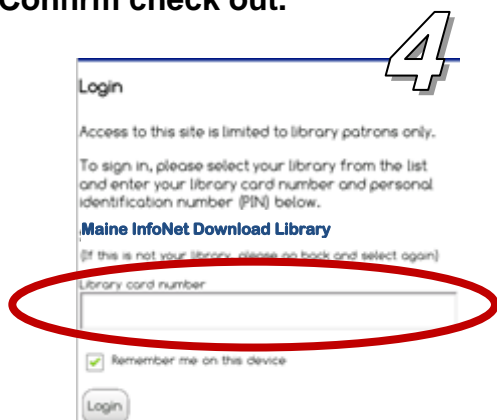 Confirm check out.
4
Login
Access to this site is limited to library patrons only.
To sign in, please select your library from the list
and enter your library card number and personal
identification number (PIN) below.
Maine InfoNet Download Library
(If this is not your library, please go back and select again)
Library card number
Remember me on this device
Login